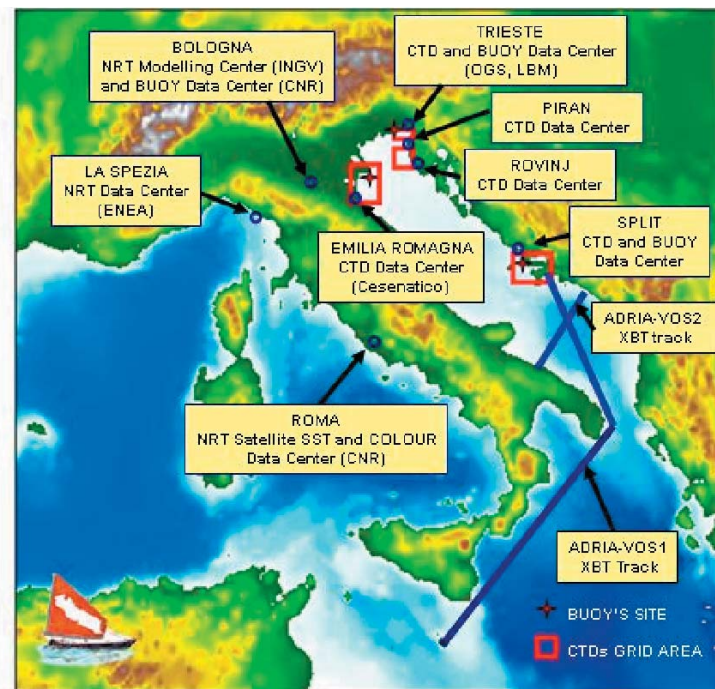 BOLOGNA
NRT Modelling Center (INGV)
and BUOY Data Center (CNR)
TRIESTE
CTD and BUOY Data Center
(OGS, LBM)
PIRAN
CTD Data Center
LA SPEZIA
NRT Data Center
(ENEA)
ROVINJ
CTD Data Center
EMILIA ROMAGNA
CTD Data Center
(Cesenatico)
SPLIT
CTD and BUOY
Data Center
ADRIA-VOS2
XBT track
ROMA
NRT Satellite SST and COLOUR
Data Center (CNR)
ADRIA-VOS1
XBT Track
BUOY'S SITE
CTDs GRID AREA